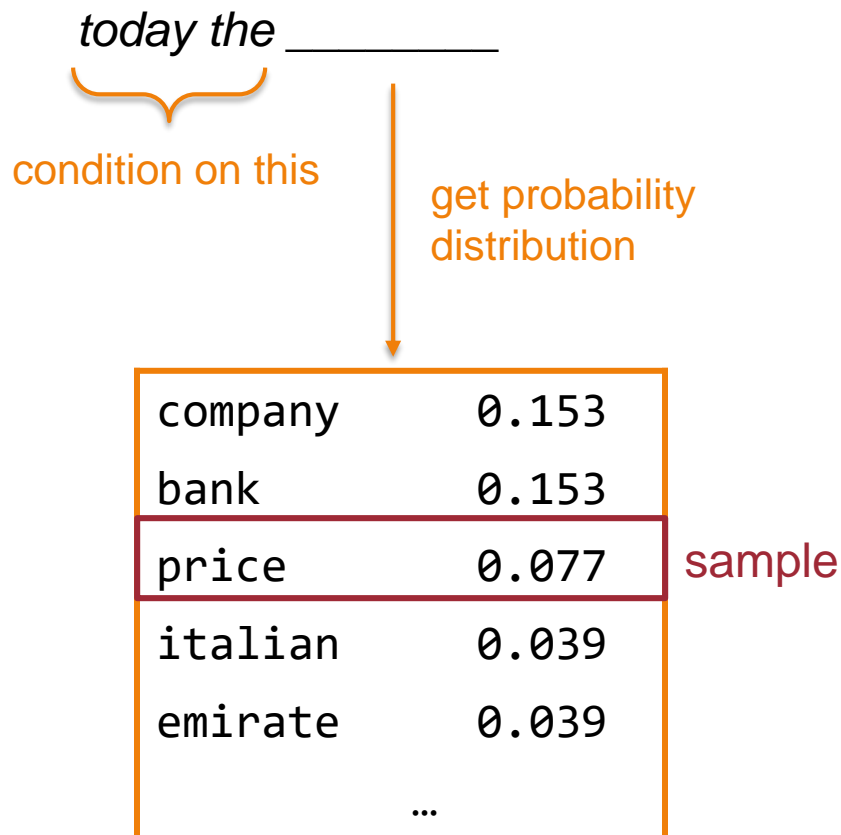 today the _________
condition on this
get probability
distribution
company 0.153
bank 0.153
price 0.077
sample
italian 0.039
emirate 0.039
…